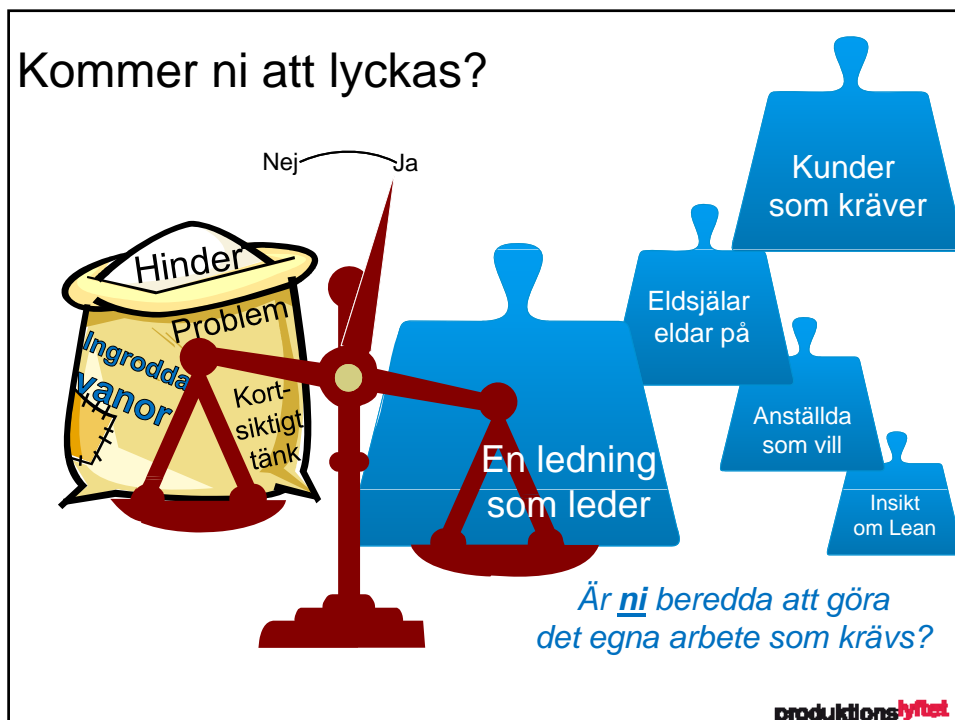 Kommer ni att lyckas?
Nej
Ja
Hinder
Problem
Ingrodda
vanor
Kort-
siktigt
tänk
En ledning
som leder
Kunder
som kräver
Eldsjälar
eldar på
Anställda
som vill
Insikt
om Lean
Är ni beredda att göra
det egna arbete som krävs?
produktionslyftet